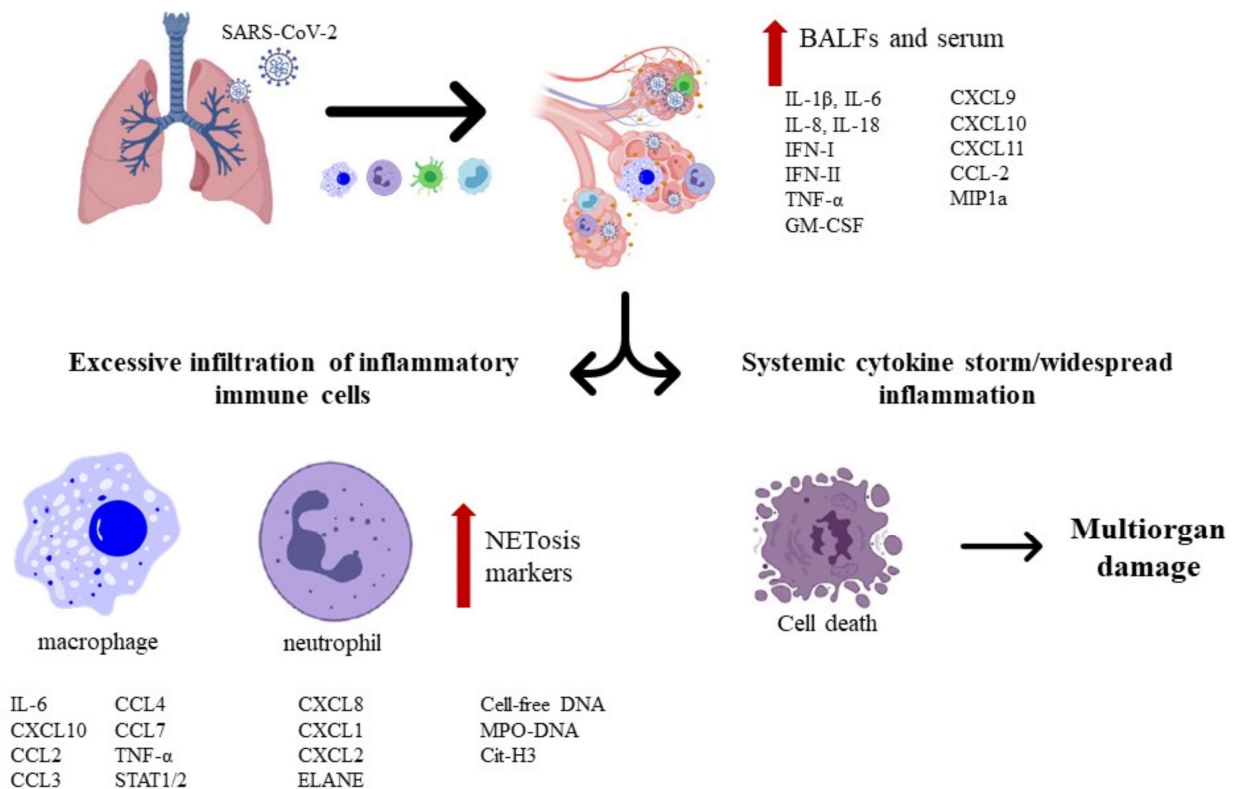 SARS-CoV-2
BALFs and serum
IL-1β, IL-6
IL-8, IL-18
IFN-I
IFN-II
TNF-α
GM-CSF
CXCL9
CXCL10
CXCL11
CCL-2
MIP1a
Excessive infiltration of inflammatory
immune cells
Systemic cytokine storm/widespread
inflammation
macrophage
neutrophil
NETosis
markers
Cell death
Multiorgan
damage
IL-6
CXCL10
CCL2
CCL3
CCL4
CCL7
TNF-α
STAT1/2
CXCL8
CXCL1
CXCL2
ELANE
Cell-free DNA
MPO-DNA
Cit-H3